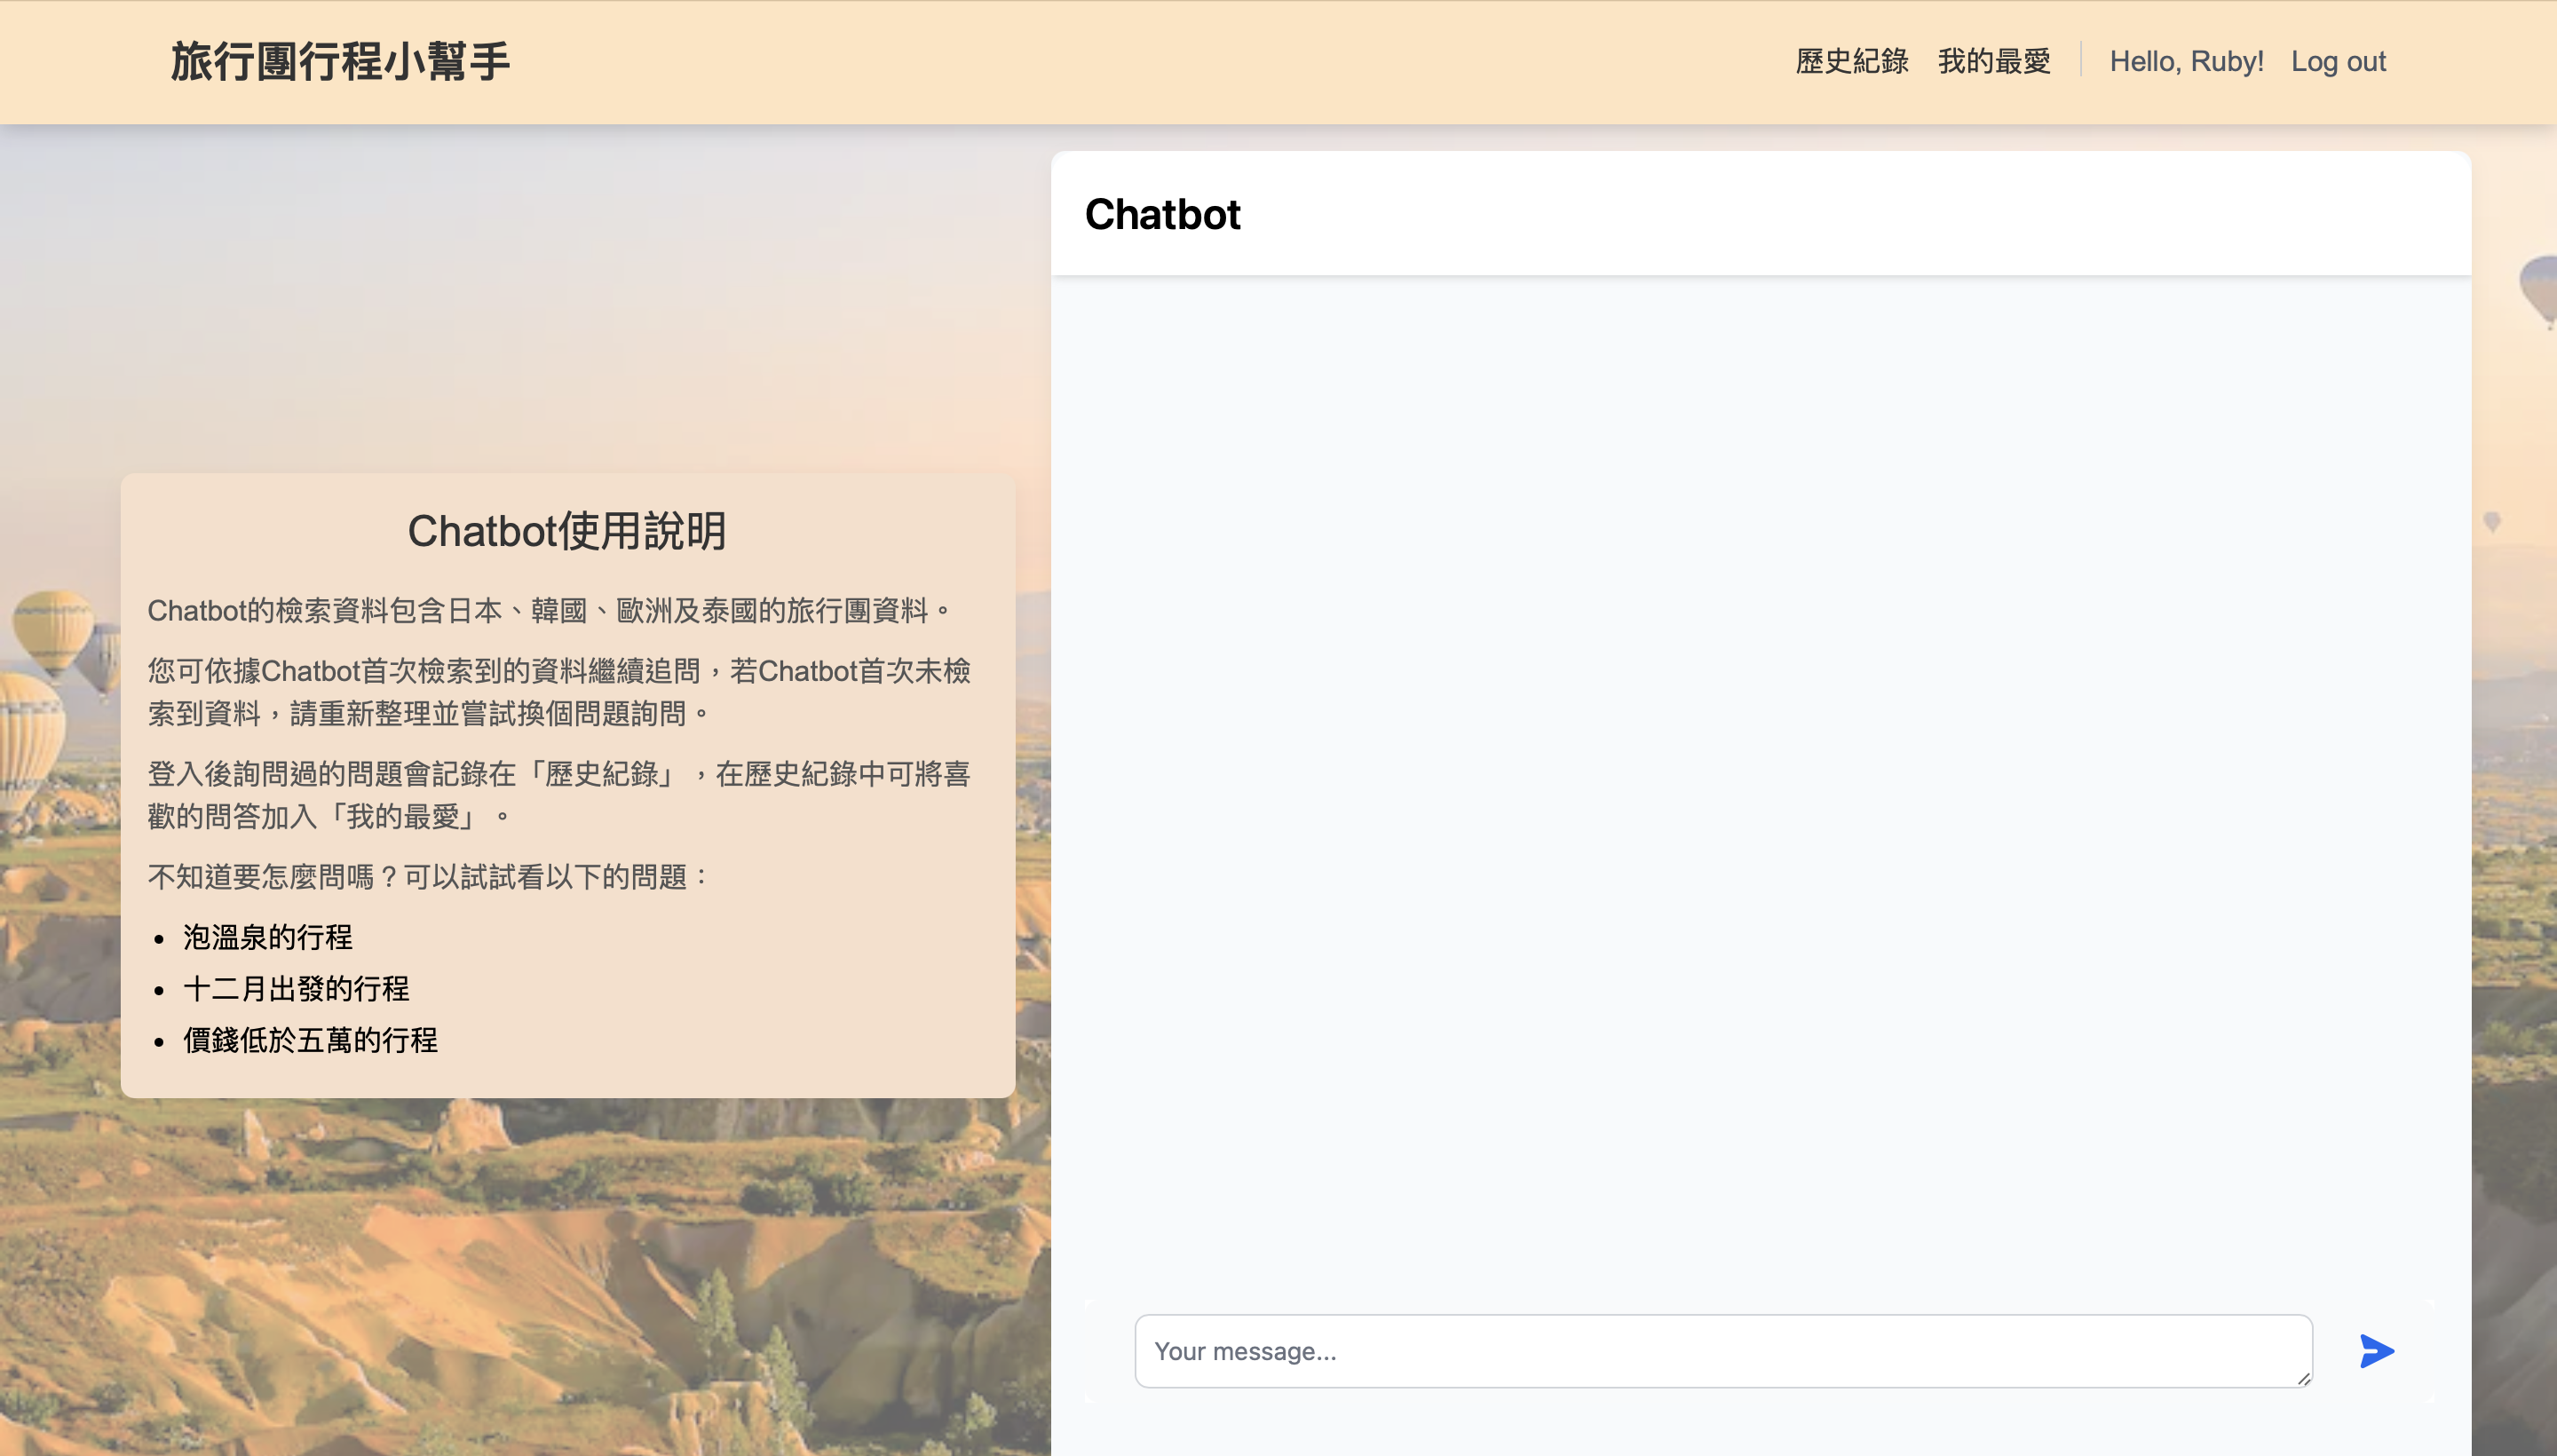 旅行團行程小幫手
歷史紀錄 我的最愛 Hello, Ruby! Log out
Chatbot使用說明
Chatbot的檢索資料包含日本、韓國、歐洲及泰國的旅行團資料。
您可依據Chatbot首次檢索到的資料繼續追問，若Chatbot首次未檢
索到資料，請重新整理並嘗試換個問題詢問。
登入後詢問過的問題會記錄在「歷史紀錄」，在歷史紀錄中可將喜
歡的問答加入「我的最愛」。
不知道要怎麼問嗎？可以試試看以下的問題：
• 泡溫泉的行程
• 十二月出發的行程
• 價錢低於五萬的行程
Chatbot
Your message...